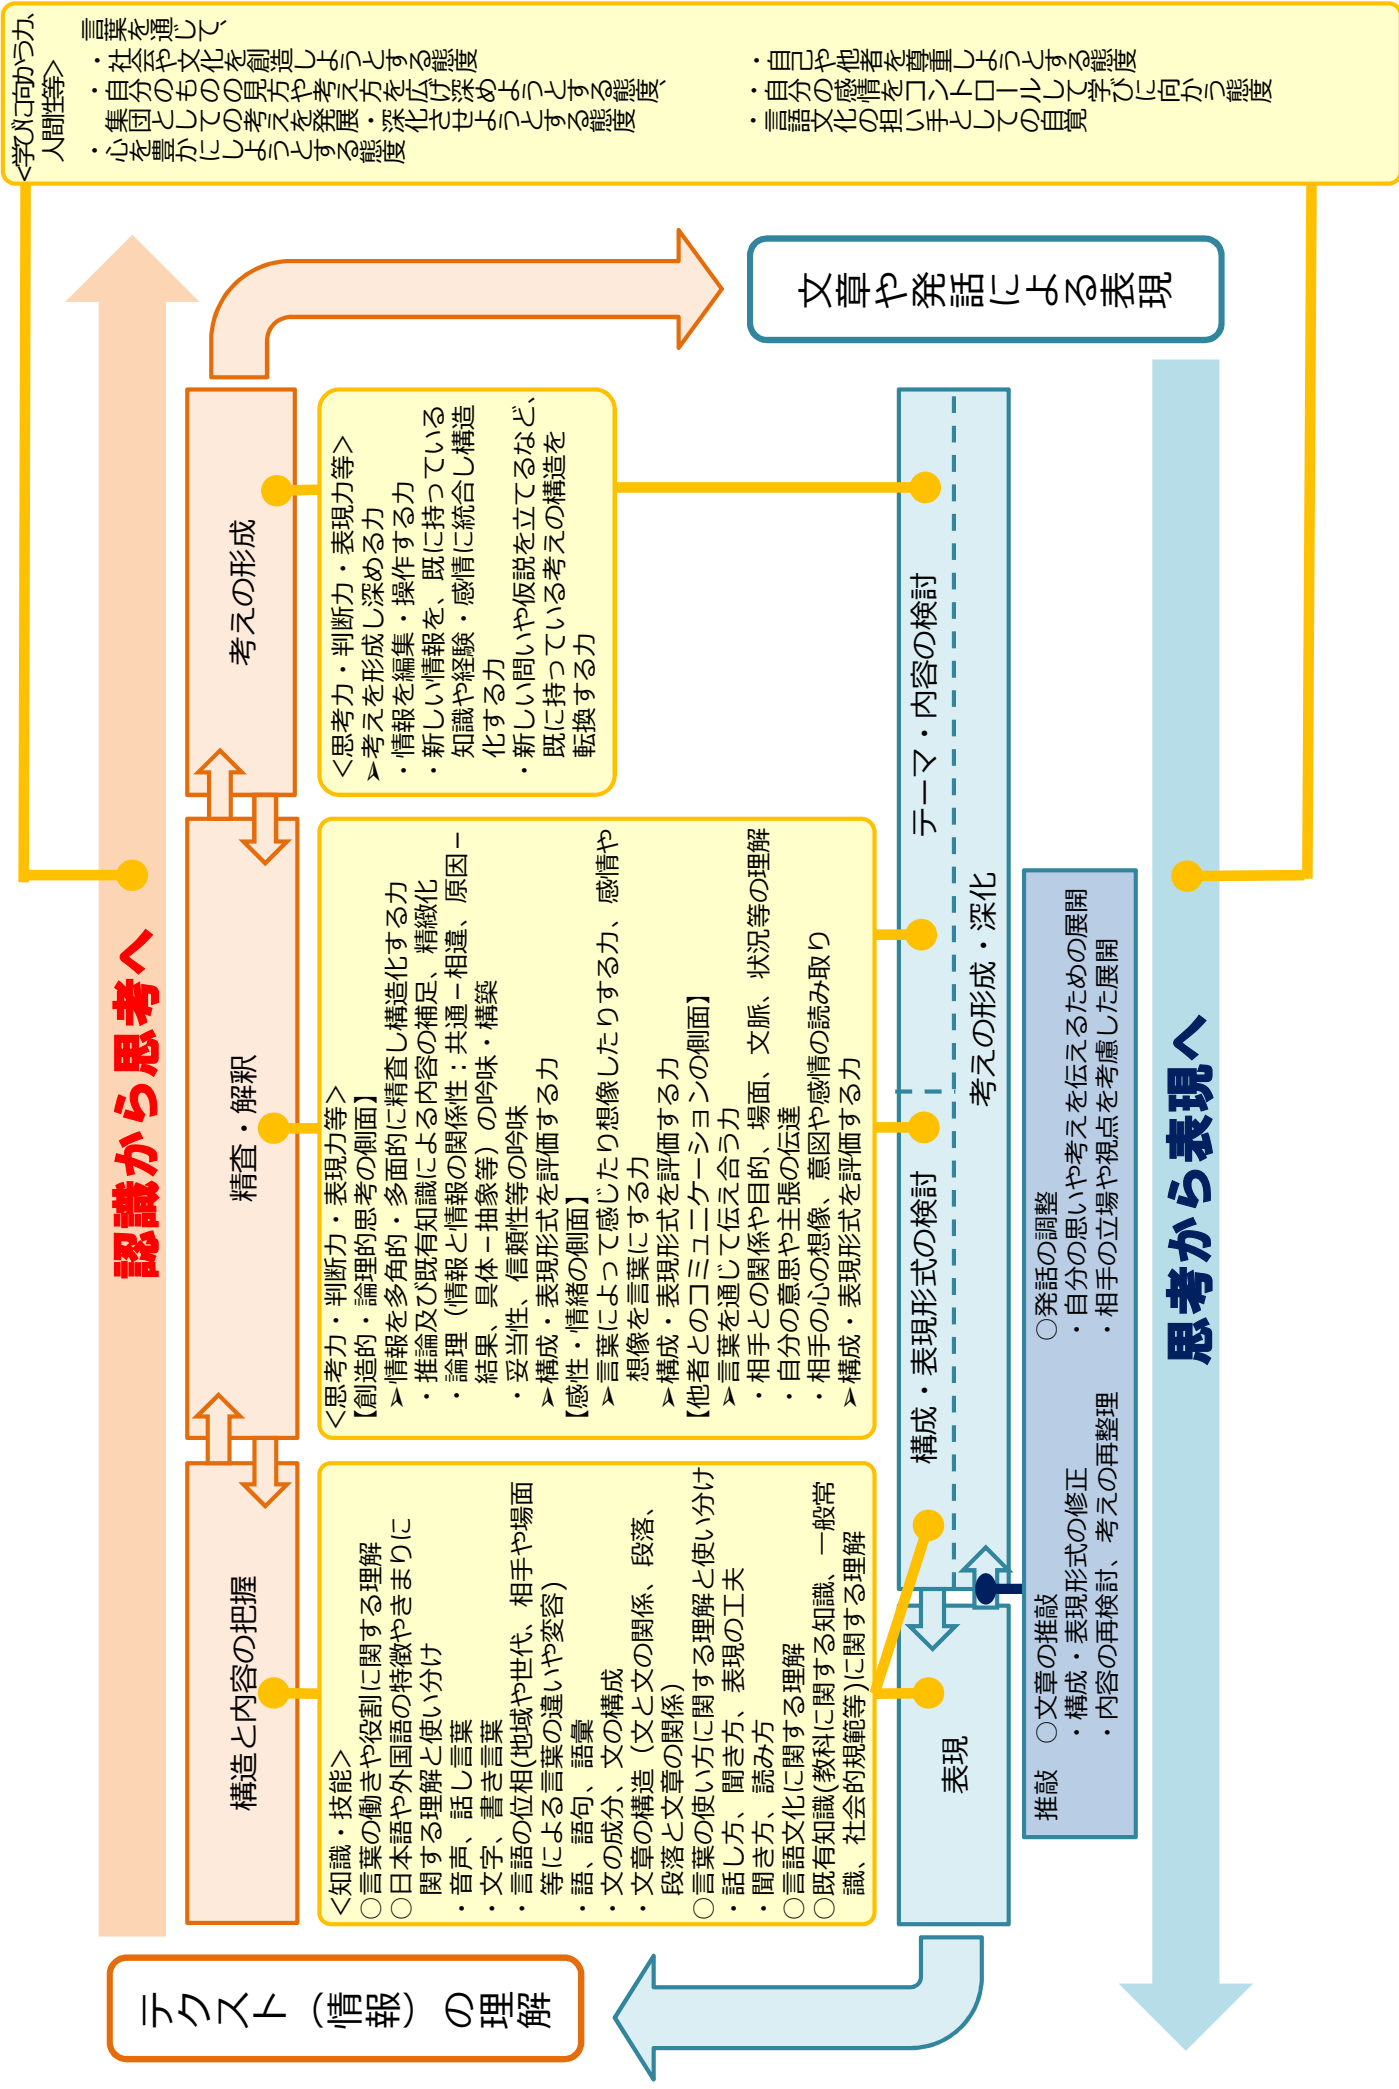 テクスト（情報）の理解
認識から思考へ
構造と内容の把握
精査・解釈
考えの形成
<知識・技能>
○言葉の働きや役割に関する理解
○日本語や外国語の特徴やきまりに
関する理解と使い分け
・音声、話し言葉
・文字、書き言葉
・言語の位相(地域や世代、相手や場面
等による言葉の違いや変容)
・語、語句、語彙
・文の成分、文の構成
・文章の構造（文と文の関係、段落、
段落と文章の関係）
○言葉の使い方に関する理解と使い分け
・話し方、聞き方、表現の工夫
・聞き方、読み方
○言語文化に関する理解
○既有知識(教科に関する知識、一般常
識、社会的規範等)に関する理解
<思考力・判断力・表現力等>
【創造的・論理的思考の側面】
➤情報を多角的・多面的に精査し構造化する力
・推論及び既有知識による内容の補足、精緻化
・論理（情報と情報の関係性：共通－相違、原因－
結果、具体－抽象等）の吟味・構築
・妥当性、信頼性等の吟味
➤構成・表現形式を評価する力
【感性・情緒の側面】
➤言葉によって感じたり想像したりする力、感情や
想像を言葉にする力
➤構成・表現形式を評価する力
【他者とのコミュニケーションの側面】
➤言葉を通じて伝え合う力
・相手との関係や目的、場面、文脈、状況等の理解
・自分の意思や主張の伝達
・相手の心の想像、意図や感情の読み取り
➤構成・表現形式を評価する力
<思考力・判断力・表現力等>
➤考えを形成し深める力
・情報を編集・操作する力
・新しい情報を、既に持っている
知識や経験・感情に統合し構造
化する力
・新しい問いや仮説を立てるなど、
既に持っている考えの構造を
転換する力
文章や発話による表現
表現
構成・表現形式の検討
テーマ・内容の検討
考えの形成・深化
推敲　○文章の推敲
・構成・表現形式の修正
・内容の再検討、考えの再整理
○発話の調整
・自分の思いや考えを伝えるための展開
・相手の立場や視点を考慮した展開
思考から表現へ
<学びに向かう力、
人間性等>
言葉を通じて、
・社会や文化を創造しようとする態度
・自分のものの見方や考え方を広げ深めようとする態度、
集団としての考えを発展・深化させようとする態度
・心を豊かにしようとする態度
・自己や他者を尊重しようとする態度
・自分の感情をコントロールして学びに向かう態度
・言語文化の担い手としての自覚